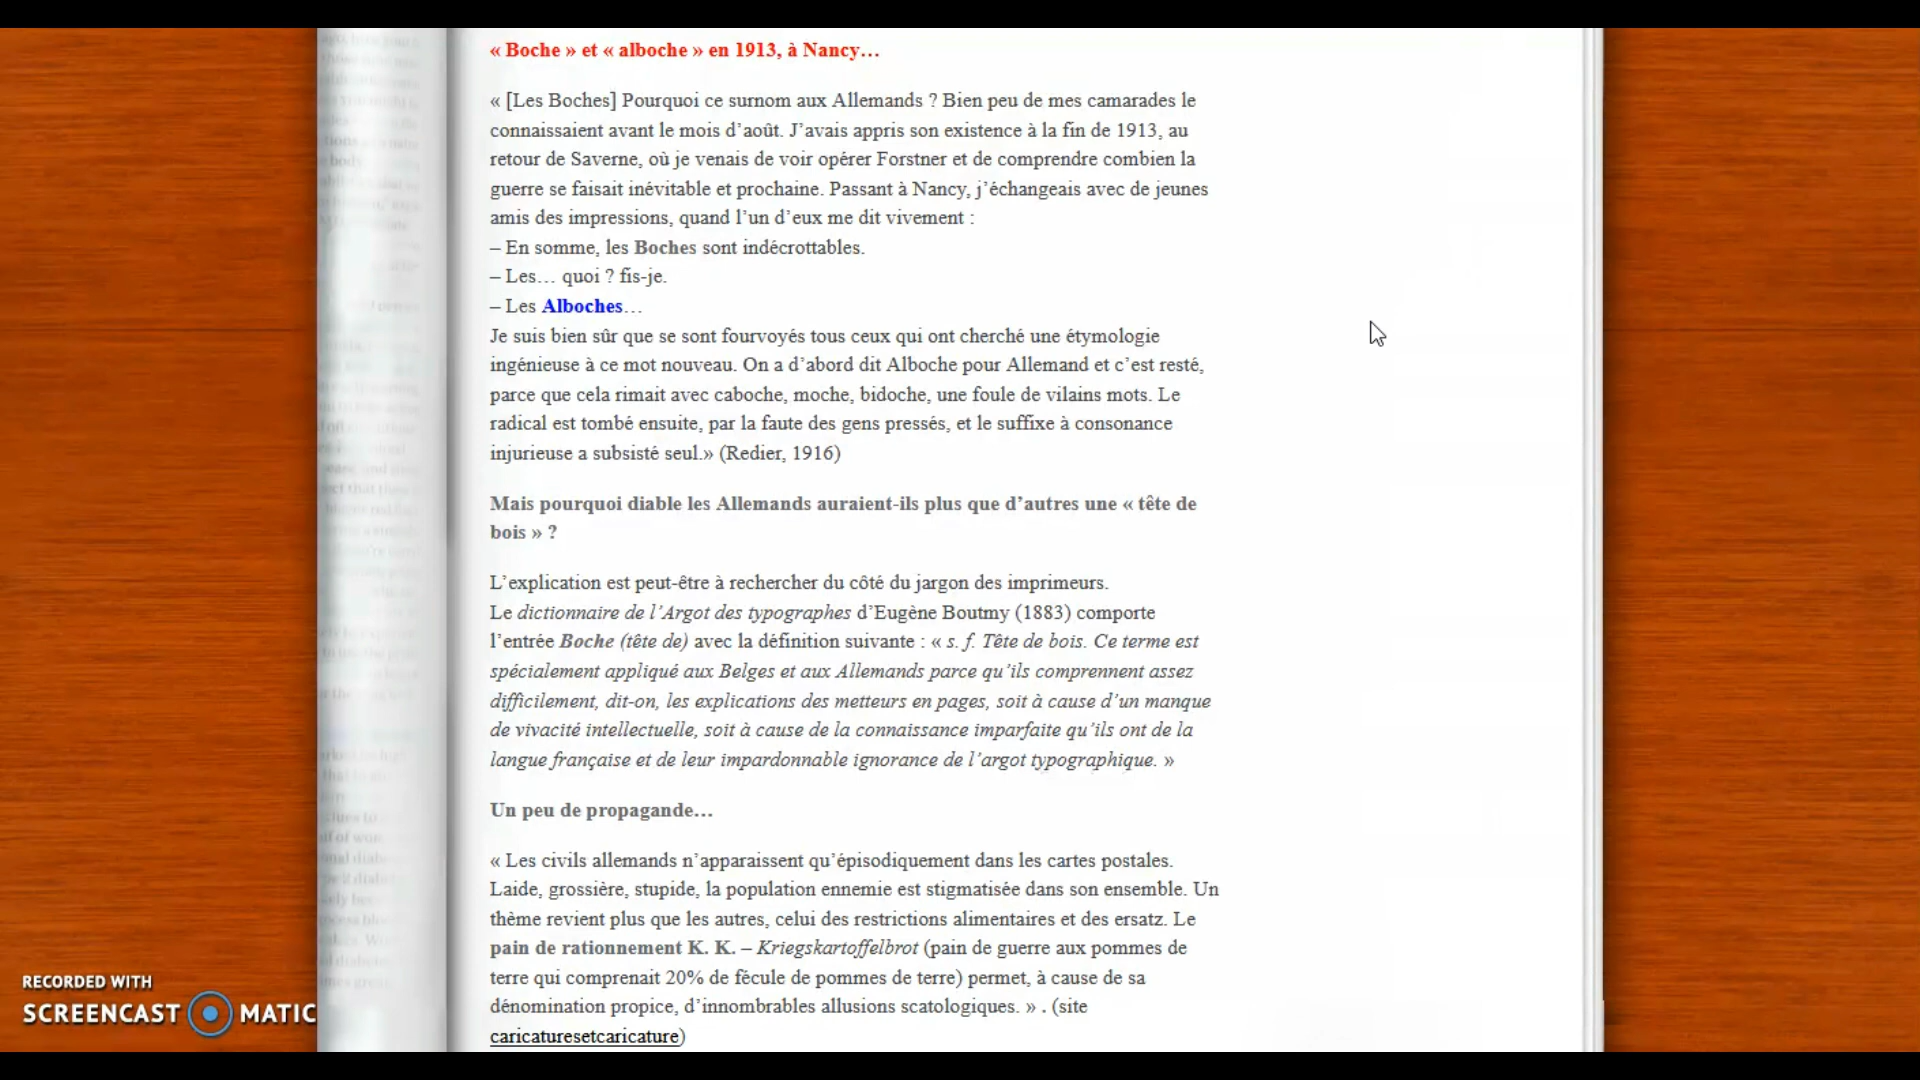 « Boche » et « alboche » en 1913, à Nancy…
« [Les Boches] Pourquoi ce surnom aux Allemands ? Bien peu de mes camarades le
connaissaient avant le mois d’août. J’avais appris son existence à la fin de 1913, au
retour de Saverne, où je venais de voir opérer Forstner et de comprendre combien la
guerre se faisait inévitable et prochaine. Passant à Nancy, j’échangeais avec de jeunes
amis des impressions, quand l’un d’eux me dit vivement :
– En somme, les Boches sont indécrottables.
– Les… quoi ? fis-je.
– Les Alboches…
Je suis bien sûr que se sont fourvoyés tous ceux qui ont cherché une étymologie
ingénieuse à ce mot nouveau. On a d’abord dit Alboche pour Allemand et c’est resté,
parce que cela rimait avec caboche, moche, bidoche, une foule de vilains mots. Le
radical est tombé ensuite, par la faute des gens pressés, et le suffixe à consonance
injurieuse a subsisté seul.» (Redier, 1916)
Mais pourquoi diable les Allemands auraient-ils plus que d’autres une « tête de
bois » ?
L’explication est peut-être à rechercher du côté du jargon des imprimeurs.
Le dictionnaire de l’Argot des typographes d’Eugène Boutmy (1883) comporte
l’entrée Boche (tête de) avec la définition suivante : « s. f. Tête de bois. Ce terme est
spécialement appliqué aux Belges et aux Allemands parce qu’ils comprennent assez
difficilement, dit-on, les explications des metteurs en pages, soit à cause d’un manque
de vivacité intellectuelle, soit à cause de la connaissance imparfaite qu’ils ont de la
langue française et de leur impardonnable ignorance de l’argot typographique. »
Un peu de propagande…
« Les civils allemands n’apparaissent qu’épisodiquement dans les cartes postales.
Laide, grossière, stupide, la population ennemie est stigmatisée dans son ensemble. Un
thème revient plus que les autres, celui des restrictions alimentaires et des ersatz. Le
pain de rationnement K. K. – Kriegskartoffelbrot (pain de guerre aux pommes de
terre qui comprenait 20% de fécule de pommes de terre) permet, à cause de sa
dénomination propice, d’innombrables allusions scatologiques. » . (site
caricaturesetcaricature)
RECORDED WITH
SCREENCAST MATIC